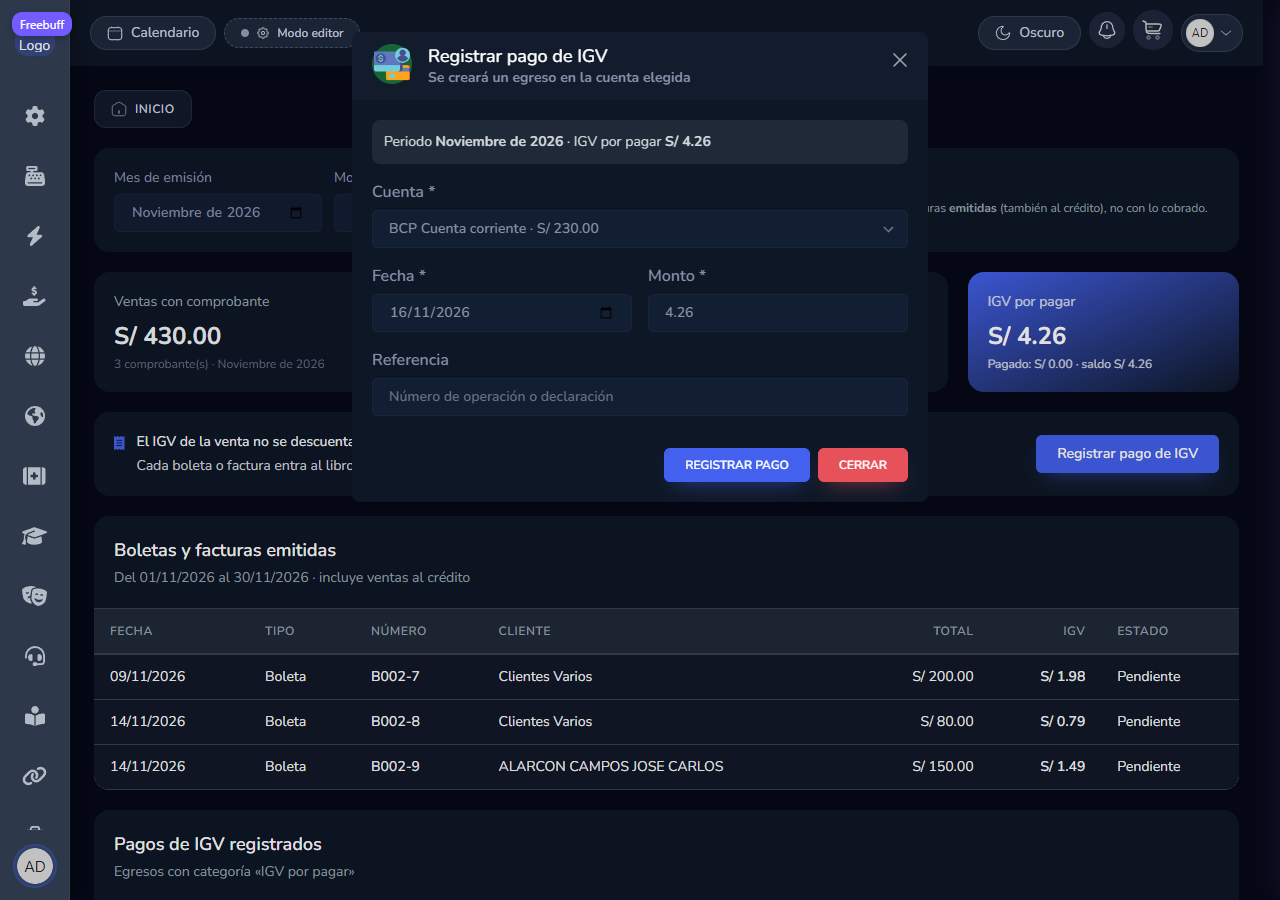 Freebuff
Logo
Calendario
Modo editor
Oscuro
AD
INICIO
Registrar pago de IGV
Se creará un egreso en la cuenta elegida
Periodo Noviembre de 2026 · IGV por pagar S/ 4.26
Cuenta *
BCP Cuenta corriente · S/ 230.00
Fecha *
Monto *
16/11/2026
4.26
Referencia
Número de operación o declaración
REGISTRAR PAGO
CERRAR
Mes de emisión
Noviembre de 2026
emitidas (también al crédito), no con lo cobrado.
Ventas con comprobante
S/ 430.00
3 comprobante(s) · Noviembre de 2026
IGV por pagar
S/ 4.26
Pagado: S/ 0.00 · saldo S/ 4.26
El IGV de la venta no se descuenta
Cada boleta o factura entra al libro
Registrar pago de IGV
Boletas y facturas emitidas
Del 01/11/2026 al 30/11/2026 · incluye ventas al crédito
FECHA TIPO NÚMERO CLIENTE TOTAL IGV ESTADO
09/11/2026 Boleta B002-7 Clientes Varios S/ 200.00 S/ 1.98 Pendiente
14/11/2026 Boleta B002-8 Clientes Varios S/ 80.00 S/ 0.79 Pendiente
14/11/2026 Boleta B002-9 ALARCON CAMPOS JOSE CARLOS S/ 150.00 S/ 1.49 Pendiente
Pagos de IGV registrados
Egresos con categoría «IGV por pagar»
AD